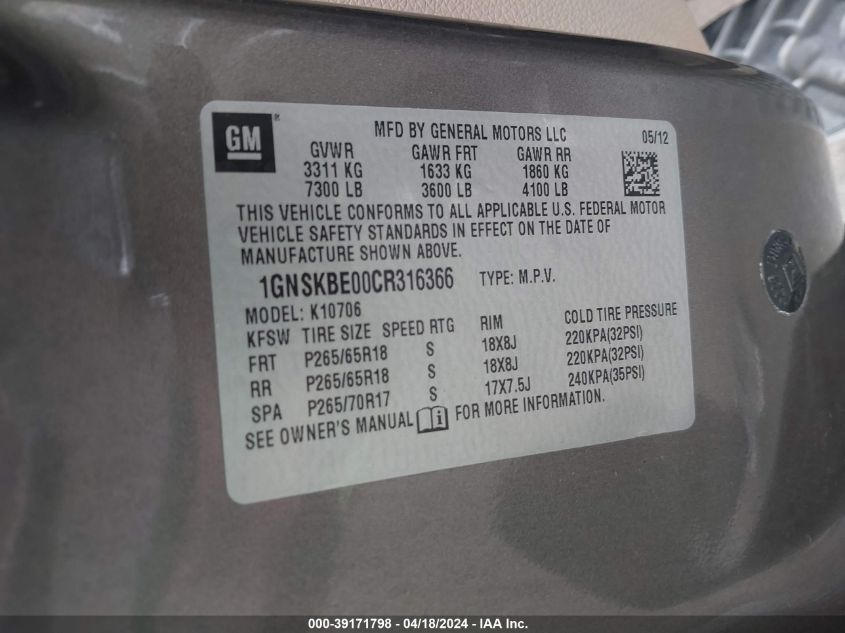 GM
MFD BY GENERAL MOTORS LLC 05/12
GVWR GAWR FRT GAWR RR
3311 KG 1633 KG 1860 KG
7300 LB 3600 LB 4100 LB
THIS VEHICLE CONFORMS TO ALL APPLICABLE U.S. FEDERAL MOTOR
VEHICLE SAFETY STANDARDS IN EFFECT ON THE DATE OF
MANUFACTURE SHOWN ABOVE.
1GNSKBE00CR316366 TYPE: M.P.V.
MODEL: K10706
KFSW TIRE SIZE SPEED RTG RIM COLD TIRE PRESSURE
FRT P265/65R18 S 18X8J 220KPA(32PSI)
RR P265/65R18 S 18X8J 220KPA(32PSI)
SPA P265/70R17 S 17X7.5J 240KPA(35PSI)
SEE OWNER'S MANUAL i FOR MORE INFORMATION.
000-39171798 - 04/18/2024 - IAA Inc.